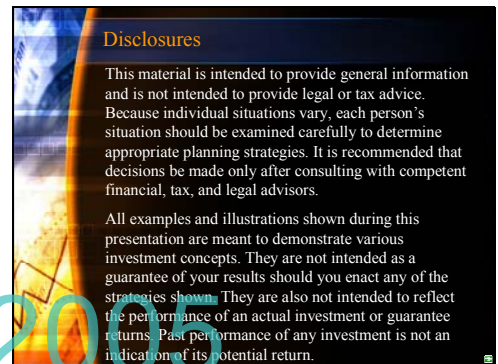 Disclosures
This material is intended to provide general information
and is not intended to provide legal or tax advice.
Because individual situations vary, each person's
situation should be examined carefully to determine
appropriate planning strategies. It is recommended that
decisions be made only after consulting with competent
financial, tax, and legal advisors.
All examples and illustrations shown during this
presentation are meant to demonstrate various
investment concepts. They are not intended as a
guarantee of your results should you enact any of the
strategies shown. They are also not intended to reflect
the performance of an actual investment or guarantee
returns. Past performance of any investment is not an
indication of its potential return.
2005